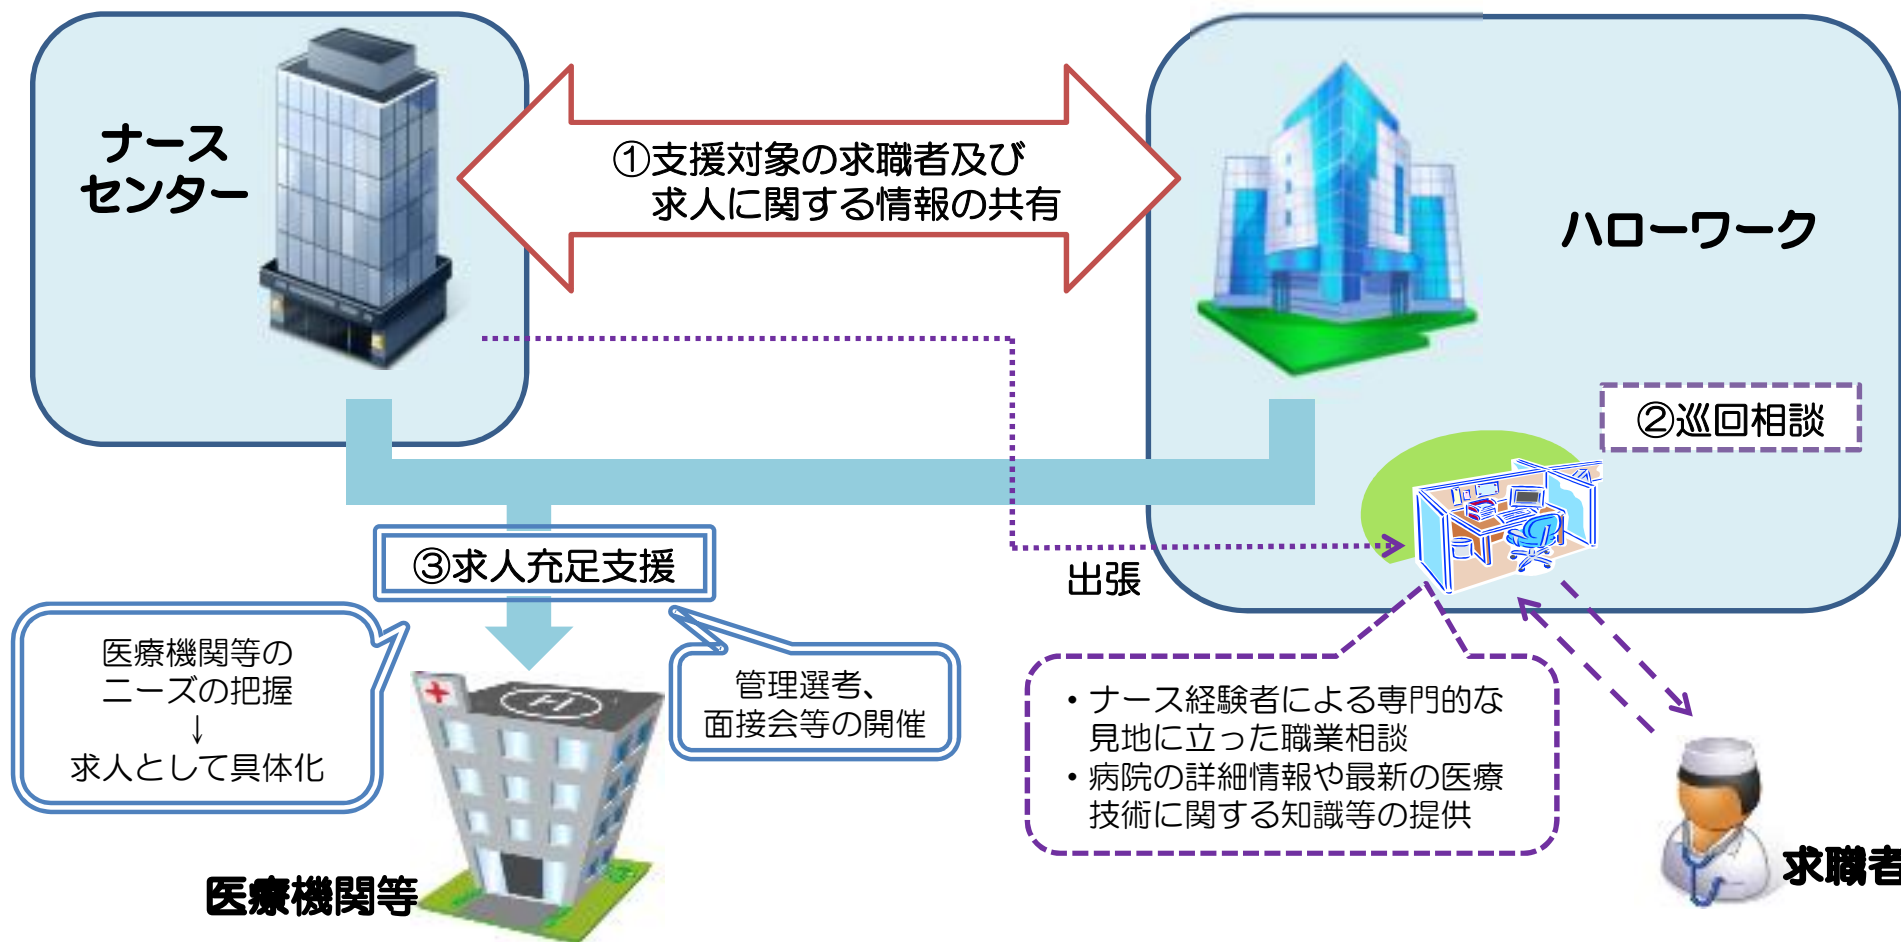 ナース
センター
①支援対象の求職者及び
求人に関する情報の共有
ハローワーク
②巡回相談
③求人充足支援
出張
医療機関等の
ニーズの把握
↓
求人として具体化
管理選考、
面接会等の開催
・ナース経験者による専門的な
見地に立った職業相談
・病院の詳細情報や最新の医療
技術に関する知識等の提供
H
医療機関等
求職者